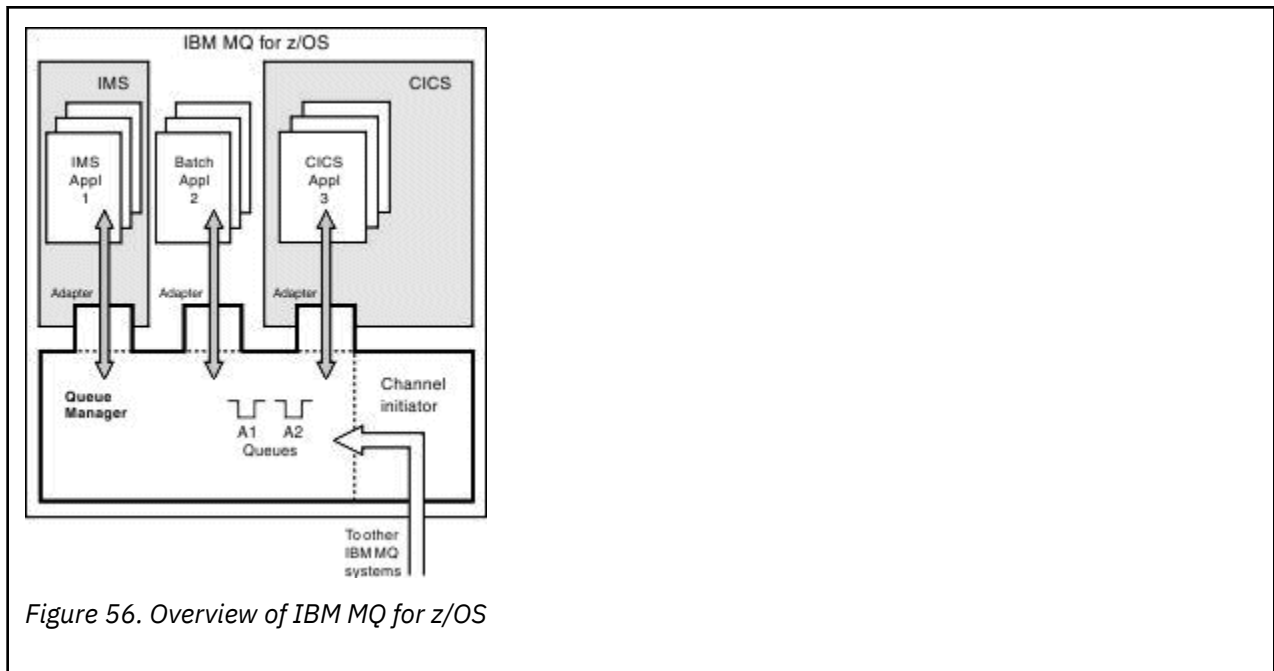 IBM MQ for z/OS
IMS
CICS
IMS
Appl
1
Batch
Appl
2
CICS
Appl
3
Adapter
Adapter
Adapter
Queue
Manager
A1
A2
Queues
Channel
initiator
To other
IBM MQ
systems
Figure 56. Overview of IBM MQ for z/OS